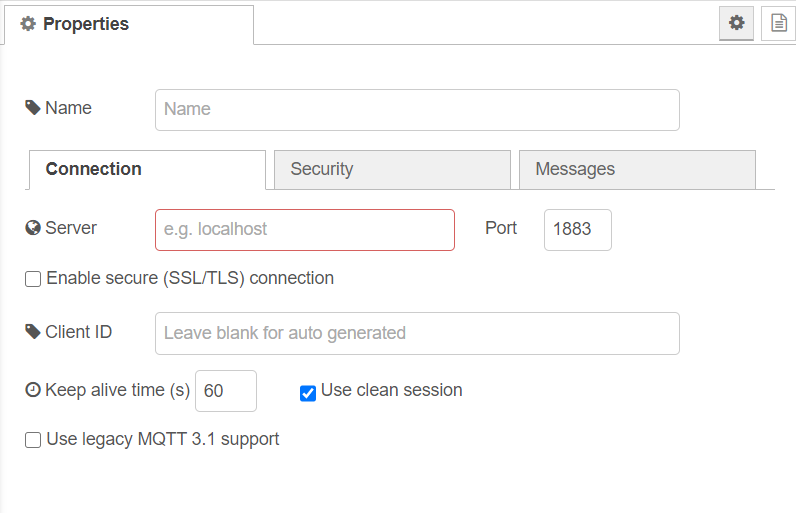 Properties
Name Name
Connection Security Messages
Server e.g. localhost Port 1883
Enable secure (SSL/TLS) connection
Client ID Leave blank for auto generated
Keep alive time (s) 60 Use clean session
Use legacy MQTT 3.1 support